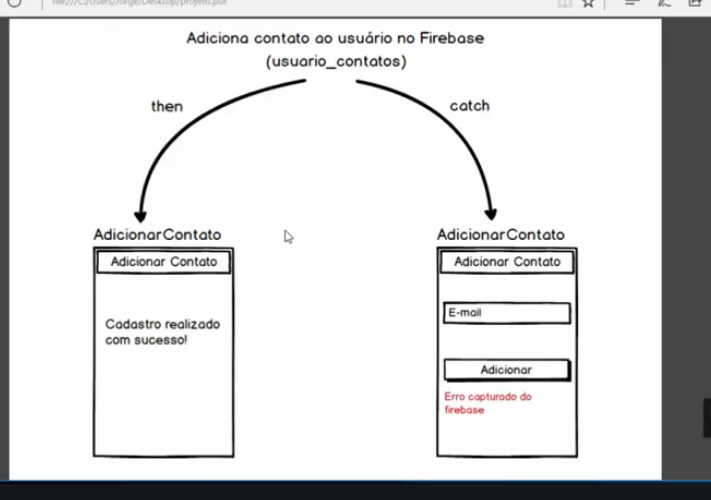 file:///C:/Users/Jorge/Desktop/projeto.pdf
Adiciona contato ao usuário no Firebase
(usuario_contatos)
then
catch
AdicionarContato
Adicionar Contato
Cadastro realizado
com sucesso!
AdicionarContato
Adicionar Contato
E-mail
Adicionar
Erro capturado do
firebase